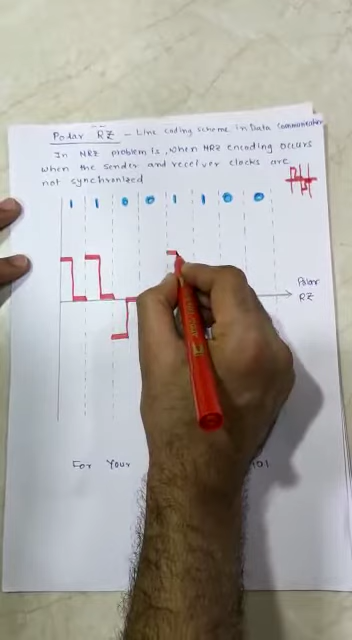 Polar RZ - Line coding scheme in Data Communication
In NRZ problem is, when NRZ encoding occurs
when the sender and receiver clocks are
not synchronized
1 1 0 0 1 1 0 0
Polar
RZ
For Your 101